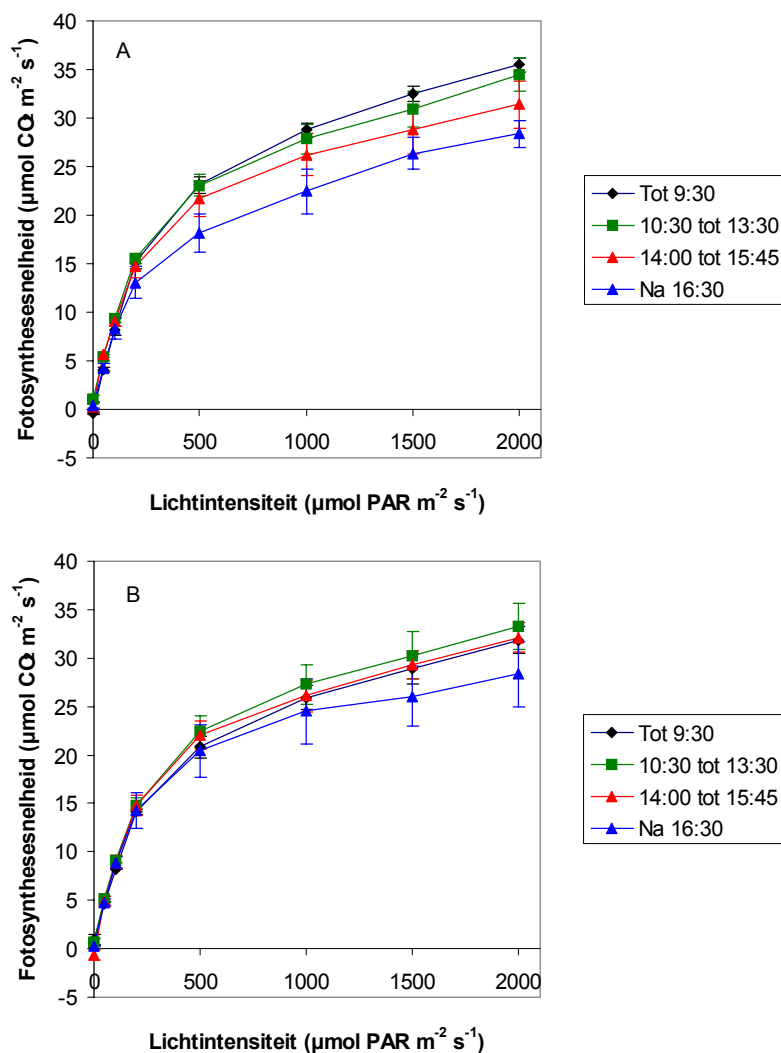 A
40
35
30
25
20
15
10
5
0
-5
0 500 1000 1500 2000
Fotosynthesesnelheid (µmol CO2 m-2 s-1)
Lichtintensiteit (µmol PAR m-2 s-1)
Tot 9:30
10:30 tot 13:30
14:00 tot 15:45
Na 16:30
B
40
35
30
25
20
15
10
5
0
-5
0 500 1000 1500 2000
Fotosynthesesnelheid (µmol CO2 m-2 s-1)
Lichtintensiteit (µmol PAR m-2 s-1)
Tot 9:30
10:30 tot 13:30
14:00 tot 15:45
Na 16:30